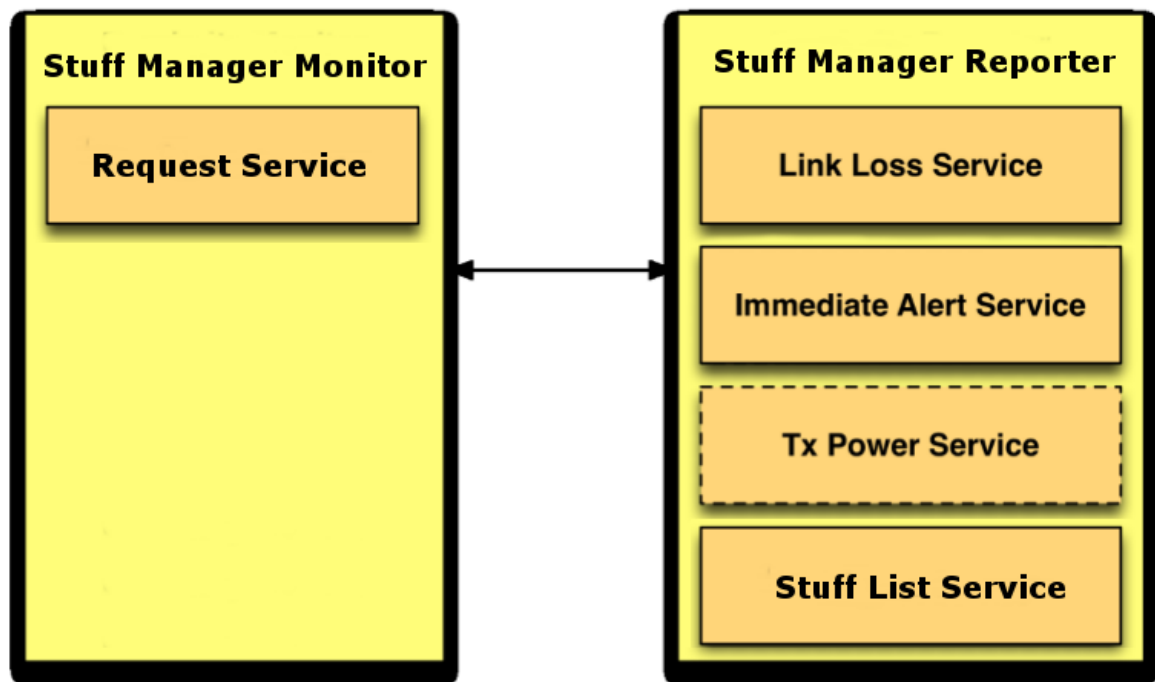 Stuff Manager Monitor
Request Service
Stuff Manager Reporter
Link Loss Service
Immediate Alert Service
Tx Power Service
Stuff List Service